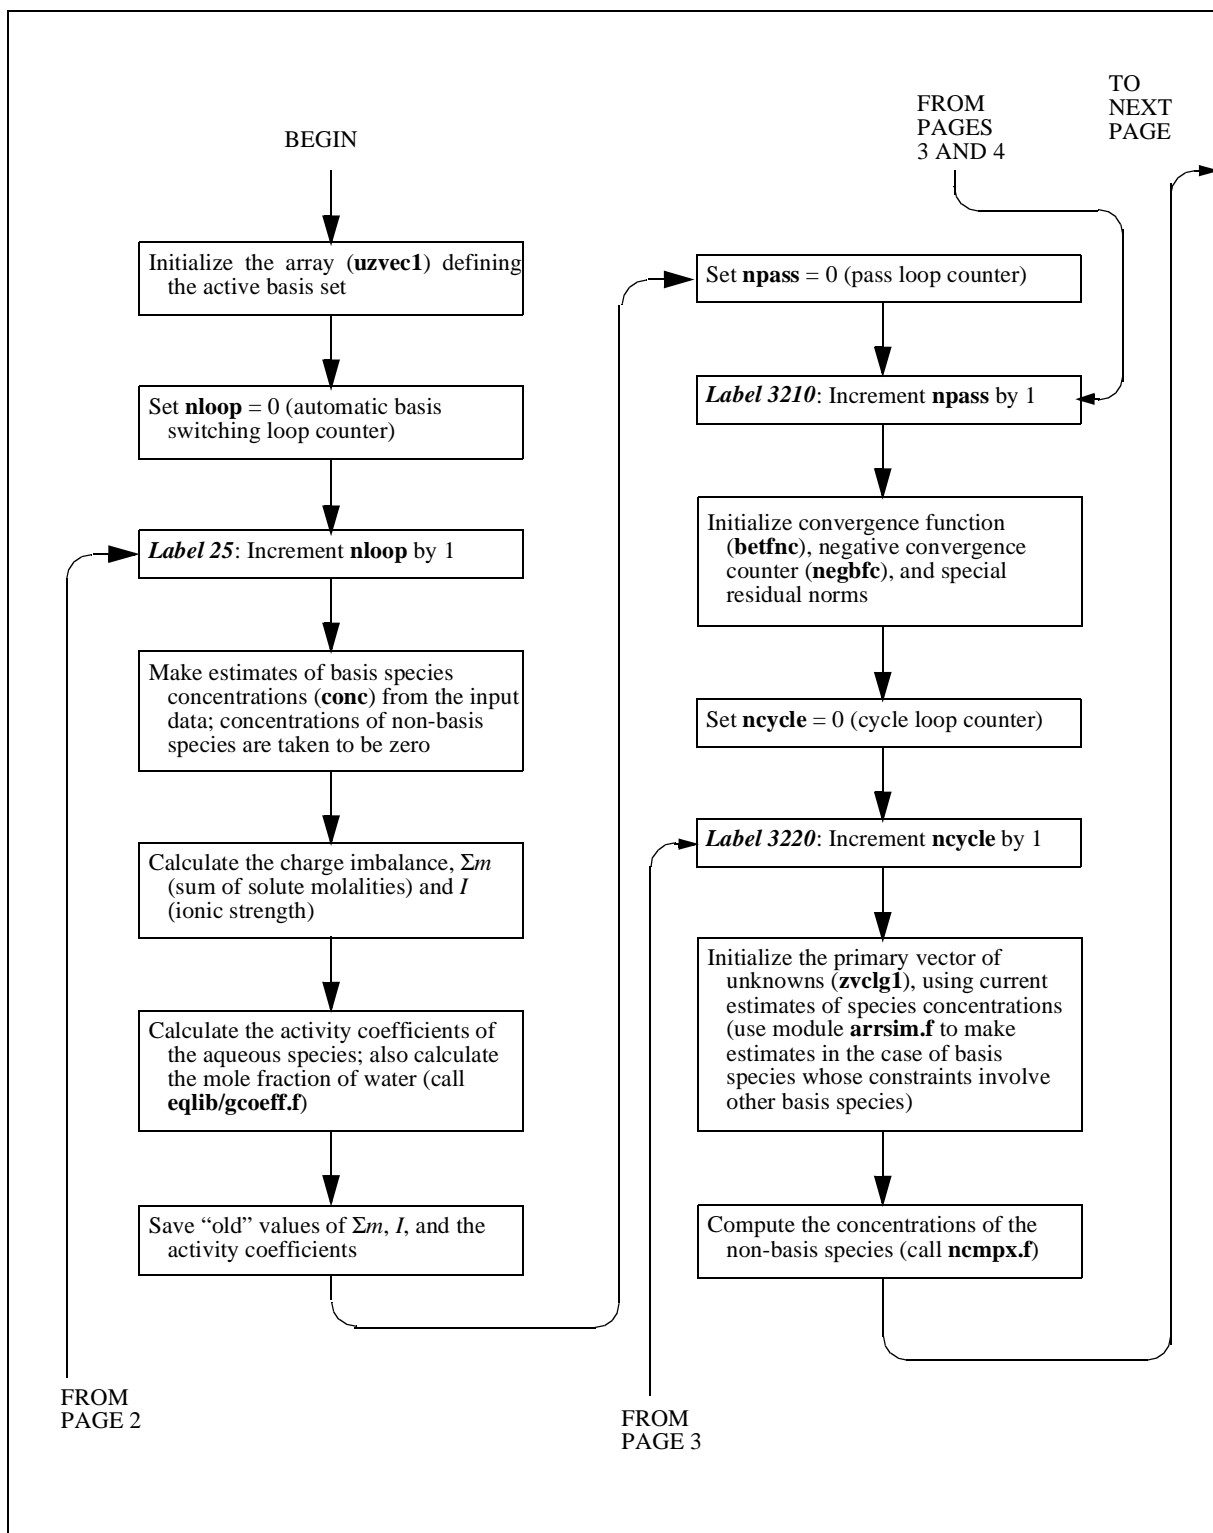 BEGIN
Initialize the array (uzvec1) defining
the active basis set
Set nloop = 0 (automatic basis
switching loop counter)
Label 25: Increment nloop by 1
Make estimates of basis species
concentrations (conc) from the input
data; concentrations of non-basis
species are taken to be zero
Calculate the charge imbalance, Σm
(sum of solute molalities) and I
(ionic strength)
Calculate the activity coefficients of
the aqueous species; also calculate
the mole fraction of water (call
eqlib/gcoeff.f)
Save “old” values of Σm, I, and the
activity coefficients
FROM
PAGE 2
FROM
PAGES
3 AND 4
TO
NEXT
PAGE
Set npass = 0 (pass loop counter)
Label 3210: Increment npass by 1
Initialize convergence function
(betfnc), negative convergence
counter (negbfc), and special
residual norms
Set ncycle = 0 (cycle loop counter)
Label 3220: Increment ncycle by 1
Initialize the primary vector of
unknowns (zvclg1), using current
estimates of species concentrations
(use module arrsim.f to make
estimates in the case of basis
species whose constraints involve
other basis species)
Compute the concentrations of the
non-basis species (call ncmpx.f)
FROM
PAGE 3